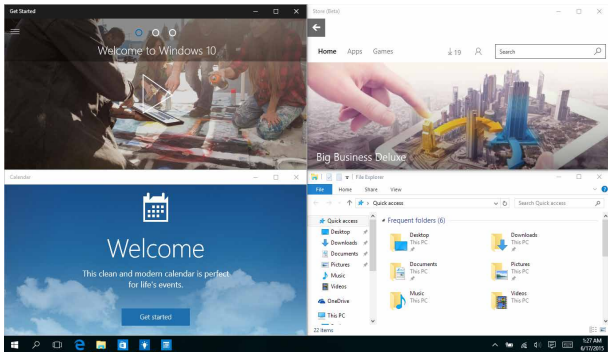 Get Started
Welcome to Windows 10
Store (Beta)
Home Apps Games 19 Search
Big Business Deluxe
Calendar
Welcome
This clean and modern calendar is perfect
for life's events.
Get started
File Explorer
File Home Share View
Quick access Search Quick access
Quick access
Desktop
Downloads
Documents
Pictures
Music
Videos
OneDrive
This PC
Frequent folders (6)
Desktop
This PC
Downloads
This PC
Documents
This PC
Pictures
This PC
Music
This PC
Videos
This PC
22 items
5:27 AM
6/17/2015